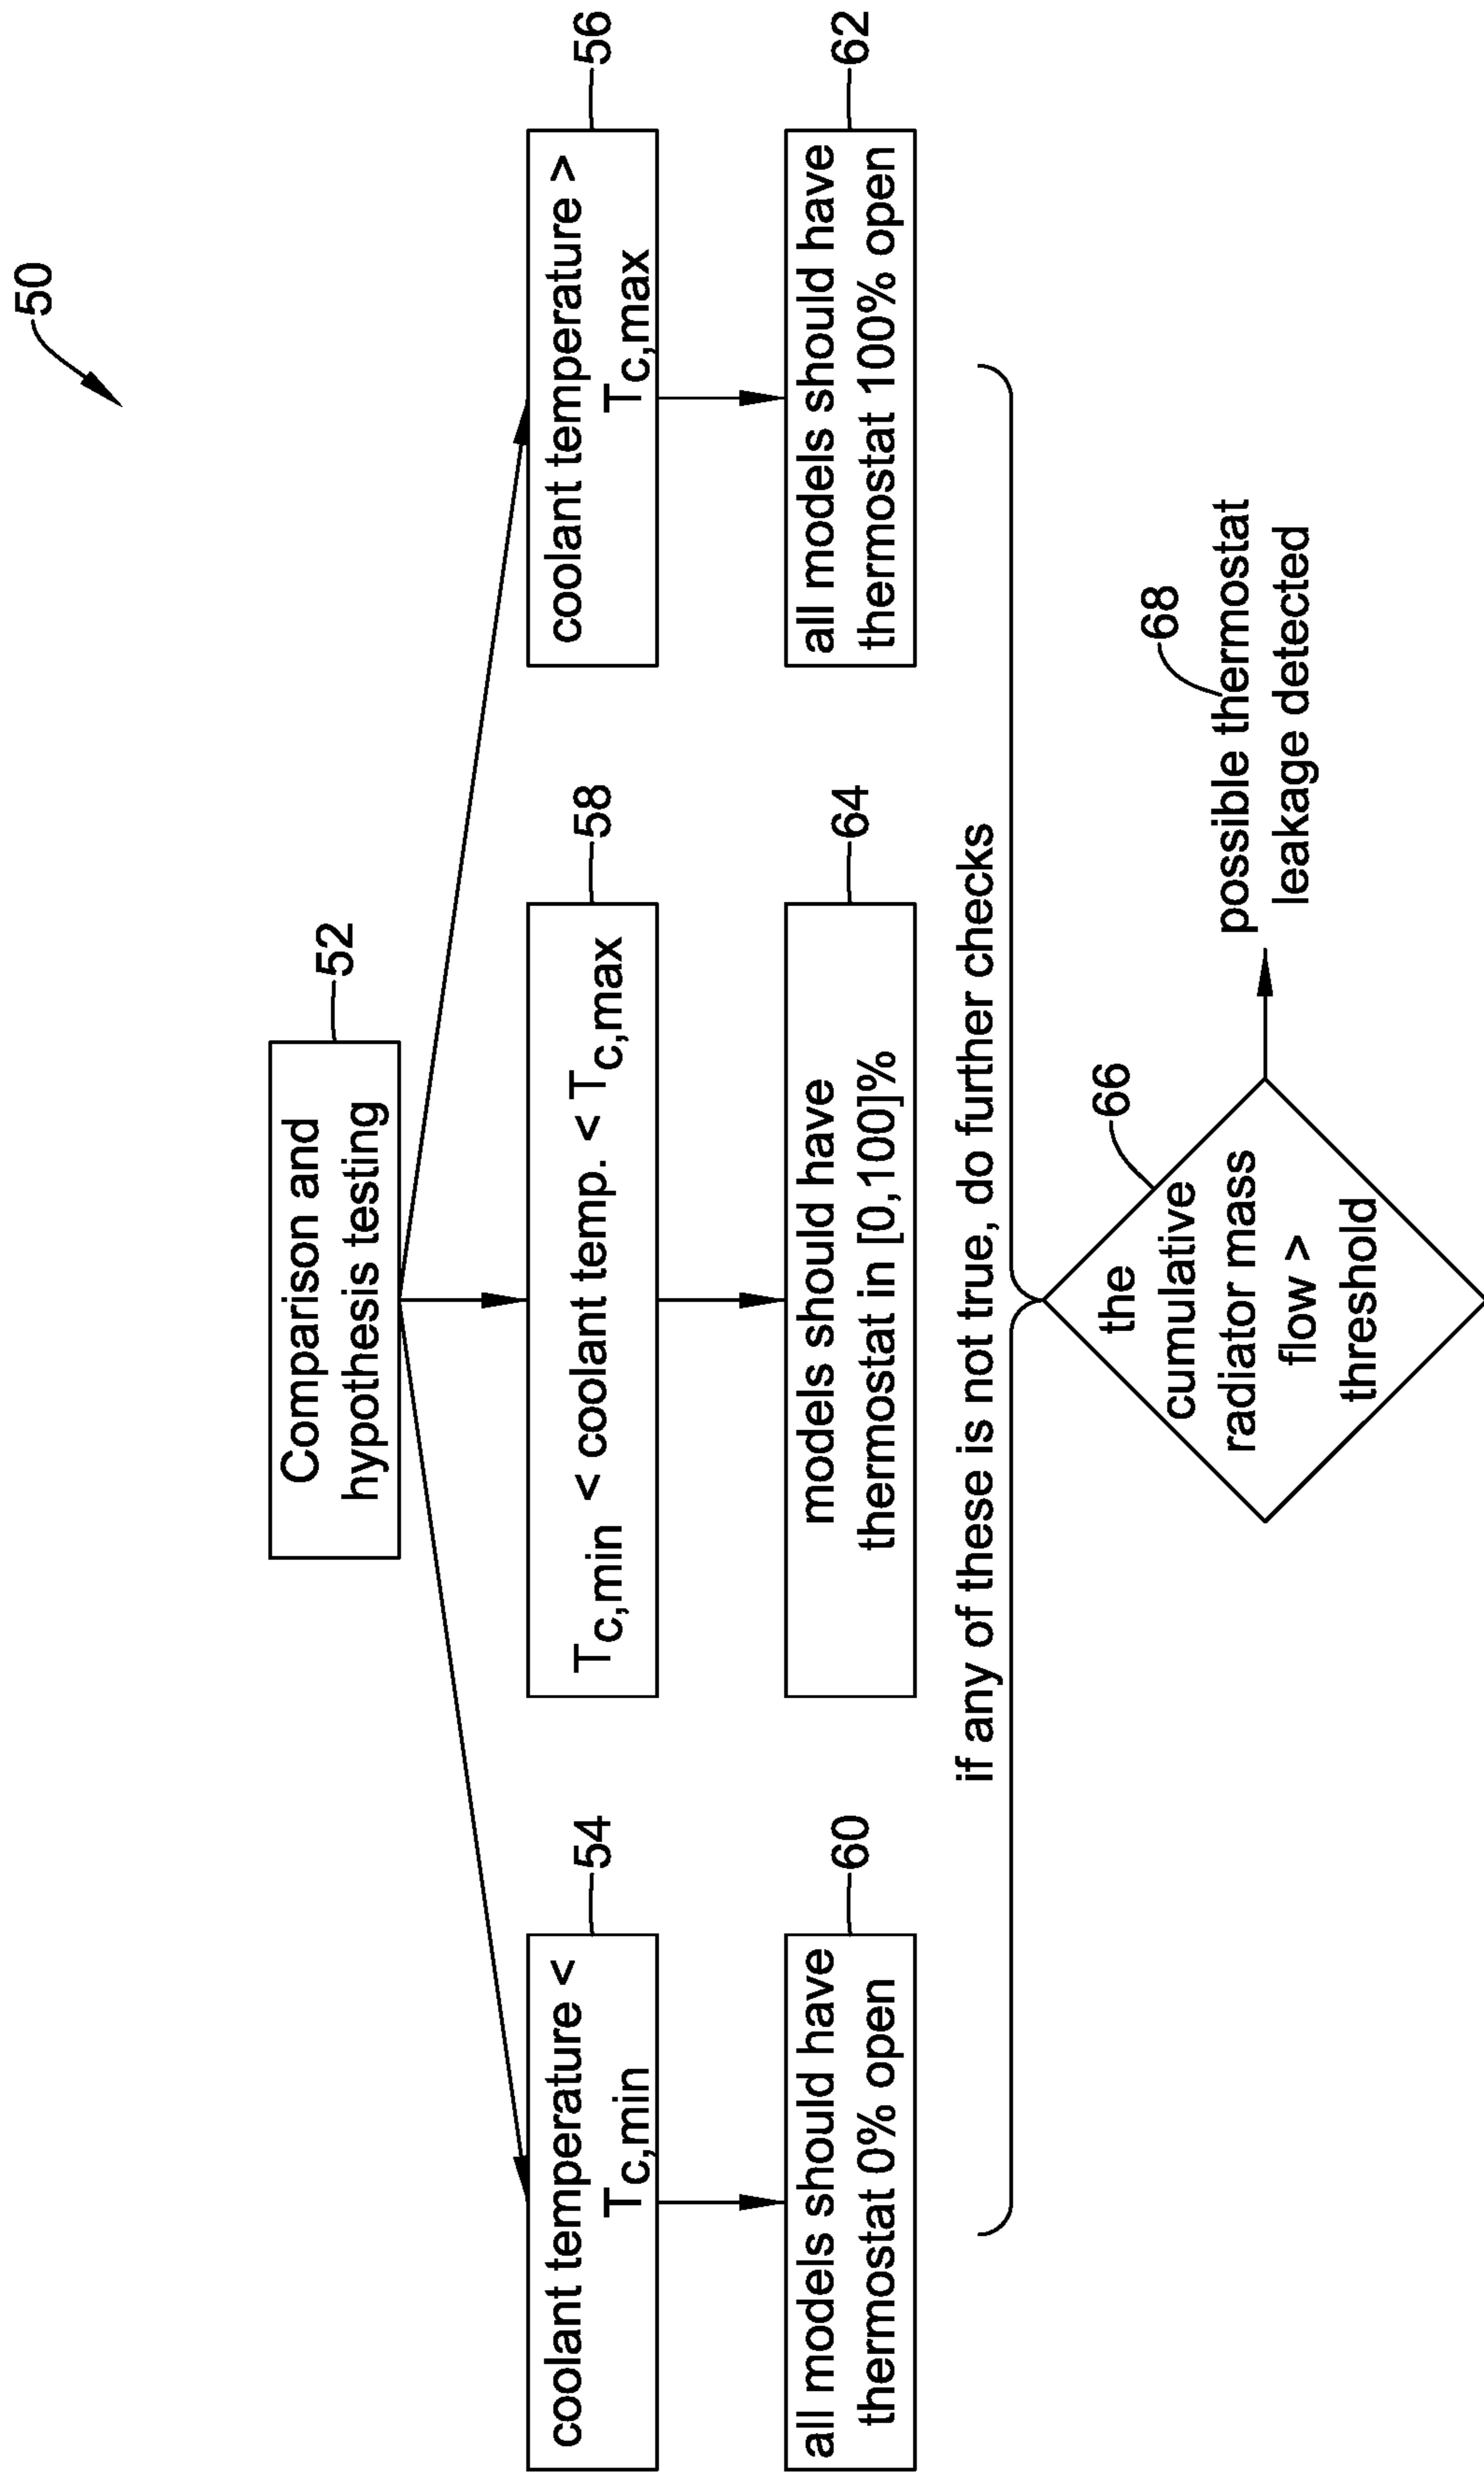 50
52
Comparison and
hypothesis testing
54
coolant temperature <
Tc,min
58
Tc,min < coolant temp. < Tc,max
56
coolant temperature >
Tc,max
60
all models should have
thermostat 0% open
64
models should have
thermostat in [0,100]%
62
all models should have
thermostat 100% open
if any of these is not true, do further checks
66
the
cumulative
radiator mass
flow >
threshold
68
possible thermostat
leakage detected